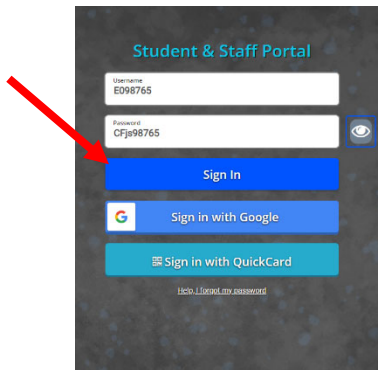 Student & Staff Portal
Username
E098765
Password
CFjs98765
Sign In
G
Sign in with Google
Sign in with QuickCard
Help, I forgot my password